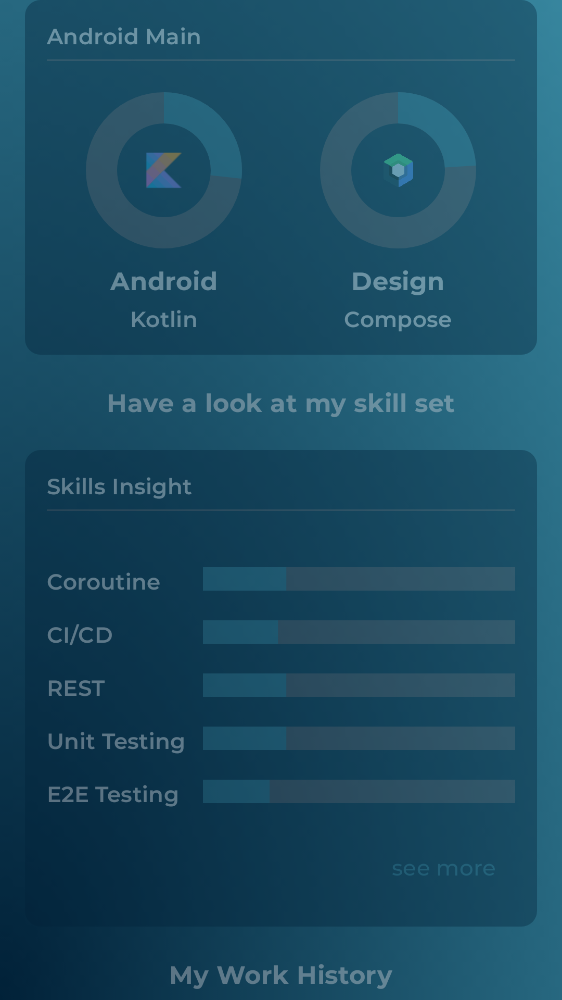 Android Main
Android
Design
Kotlin
Compose
Have a look at my skill set
Skills Insight
Coroutine
CI/CD
REST
Unit Testing
E2E Testing
see more
My Work History